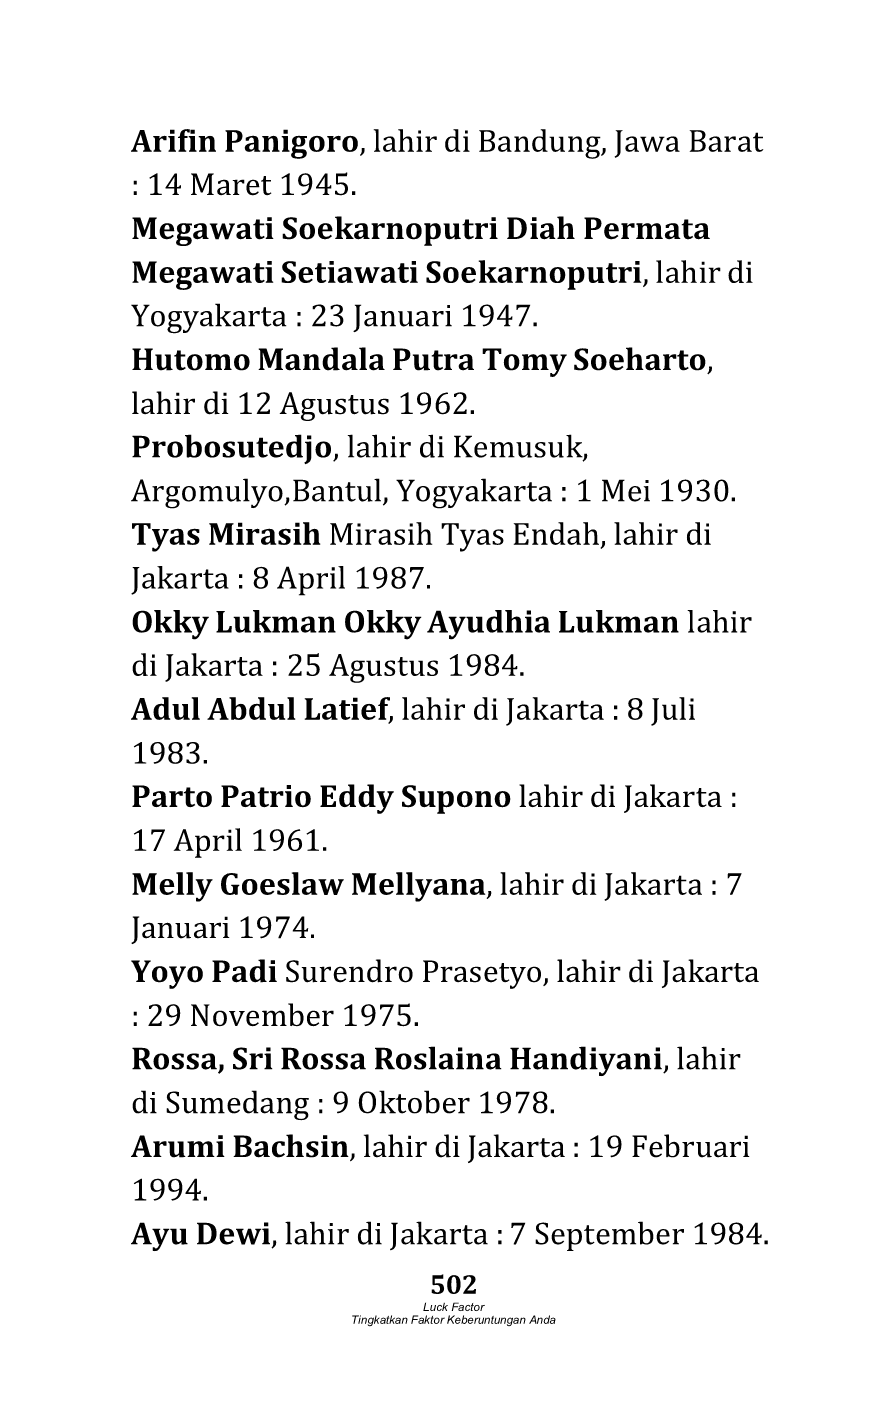 Arifin Panigoro, lahir di Bandung, Jawa Barat
: 14 Maret 1945.
Megawati Soekarnoputri Diah Permata
Megawati Setiawati Soekarnoputri, lahir di
Yogyakarta : 23 Januari 1947.
Hutomo Mandala Putra Tomy Soeharto,
lahir di 12 Agustus 1962.
Probosutedjo, lahir di Kemusuk,
Argomulyo,Bantul, Yogyakarta : 1 Mei 1930.
Tyas Mirasih Mirasih Tyas Endah, lahir di
Jakarta : 8 April 1987.
Okky Lukman Okky Ayudhia Lukman lahir
di Jakarta : 25 Agustus 1984.
Adul Abdul Latief, lahir di Jakarta : 8 Juli
1983.
Parto Patrio Eddy Supono lahir di Jakarta :
17 April 1961.
Melly Goeslaw Mellyana, lahir di Jakarta : 7
Januari 1974.
Yoyo Padi Surendro Prasetyo, lahir di Jakarta
: 29 November 1975.
Rossa, Sri Rossa Roslaina Handiyani, lahir
di Sumedang : 9 Oktober 1978.
Arumi Bachsin, lahir di Jakarta : 19 Februari
1994.
Ayu Dewi, lahir di Jakarta : 7 September 1984.
502
Luck Factor
Tingkatkan Faktor Keberuntungan Anda